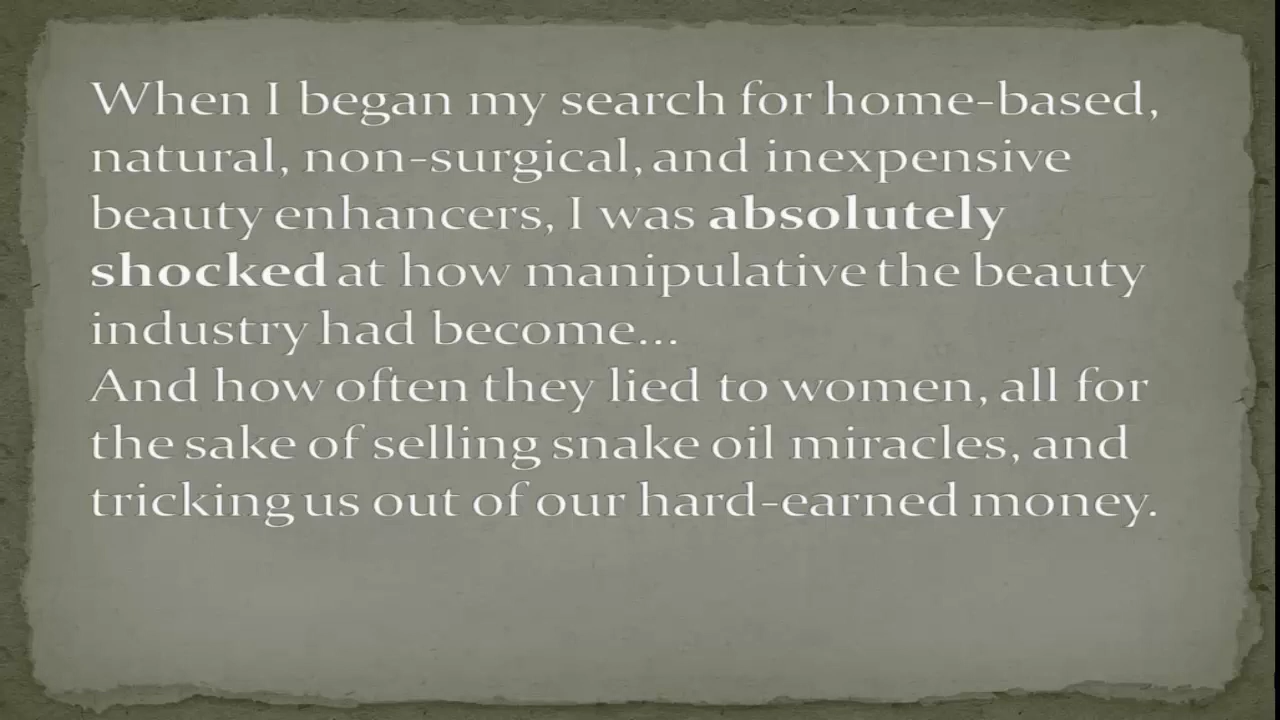 When I began my search for home-based,
natural, non-surgical, and inexpensive
beauty enhancers, I was absolutely
shocked at how manipulative the beauty
industry had become...
And how often they lied to women, all for
the sake of selling snake oil miracles, and
tricking us out of our hard-earned money.